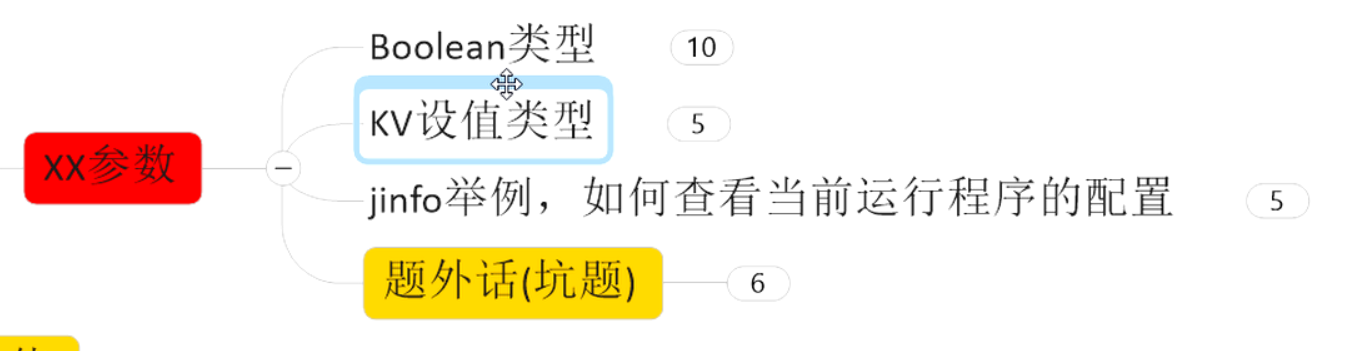 Boolean类型 10
KV设值类型 5
XX参数
jinfo举例，如何查看当前运行程序的配置 5
题外话(坑题) 6